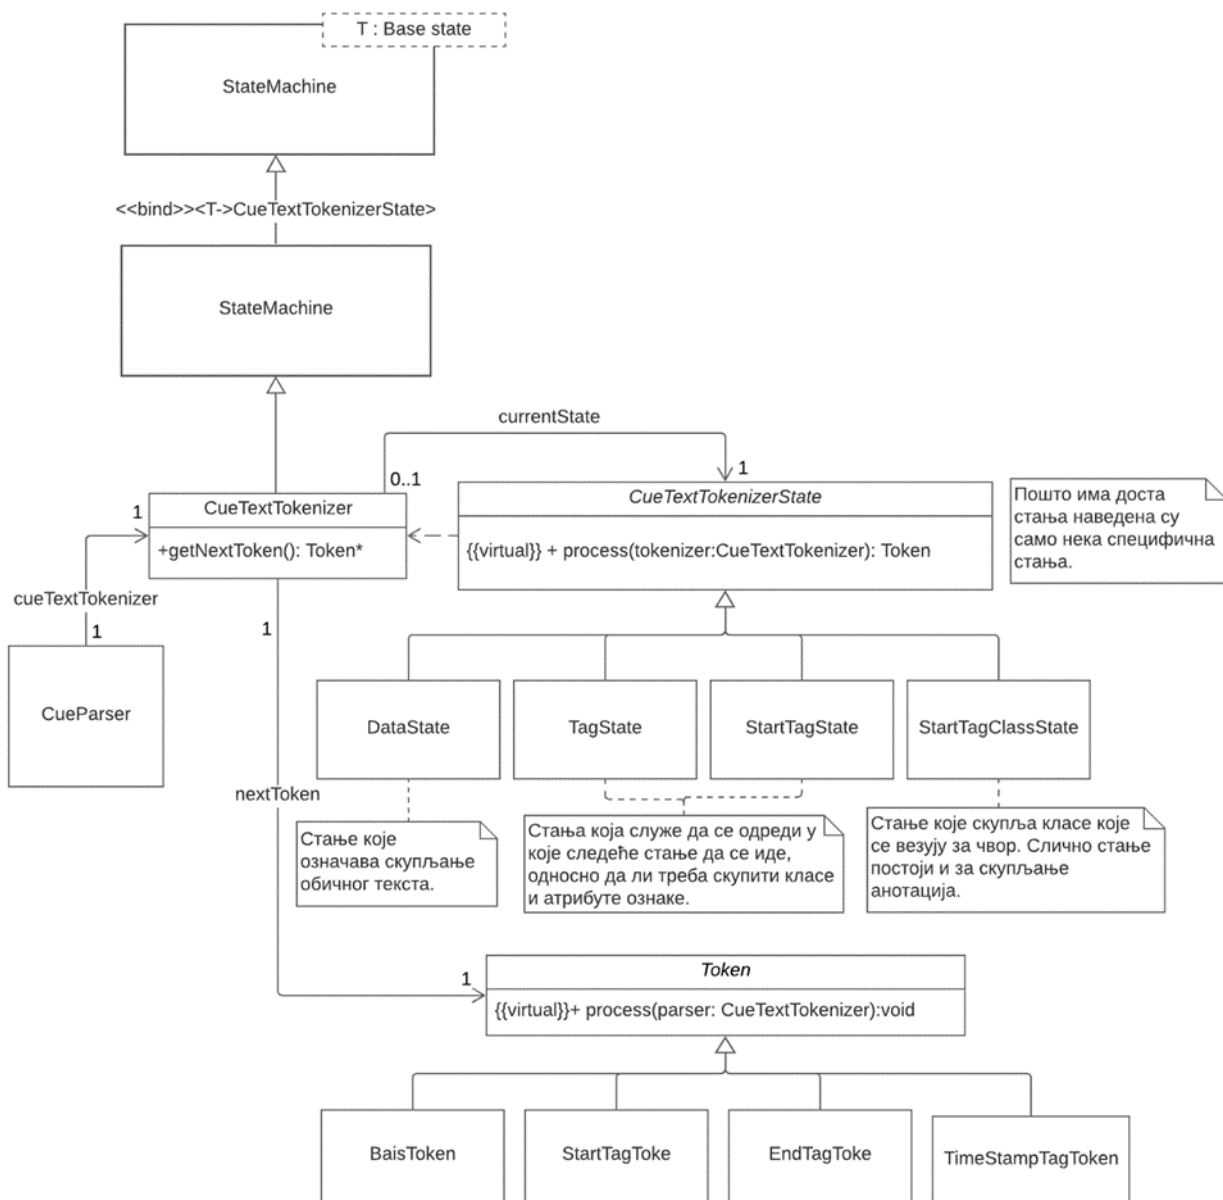 T : Base state
StateMachine
<<bind>><T->CueTextTokenizerState>
StateMachine
currentState
0..1
1
CueTextTokenizer
+getNextToken(): Token*
CueTextTokenizerState
{{virtual}} + process(tokenizer:CueTextTokenizer): Token
Пошто има доста
стања наведена су
само нека специфична
стања.
1
cueTextTokenizer
1
1
CueParser
DataState
TagState
StartTagState
StartTagClassState
nextToken
Стање које
означава скупљање
обичног текста.
Стања која служе да се одреди у
које следеће стање да се иде,
односно да ли треба скупити класе
и атрибуте ознаке.
Стање које скупља класе које
се везују за чвор. Слично стање
постоји и за скупљање
анотација.
1
Token
{{virtual}}+ process(parser: CueTextTokenizer):void
BaisToken
StartTagToke
EndTagToke
TimeStampTagToken